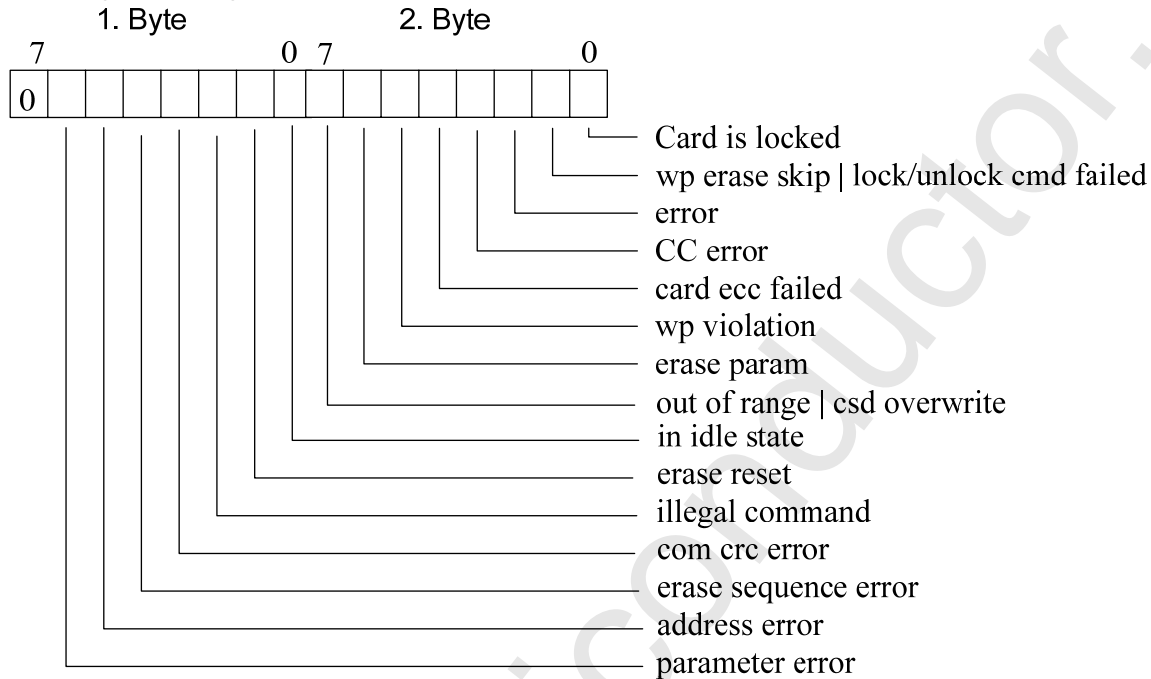 1. Byte 2. Byte
7 0 7 0
0
Card is locked
wp erase skip | lock/unlock cmd failed
error
CC error
card ecc failed
wp violation
erase param
out of range | csd overwrite
in idle state
erase reset
illegal command
com crc error
erase sequence error
address error
parameter error